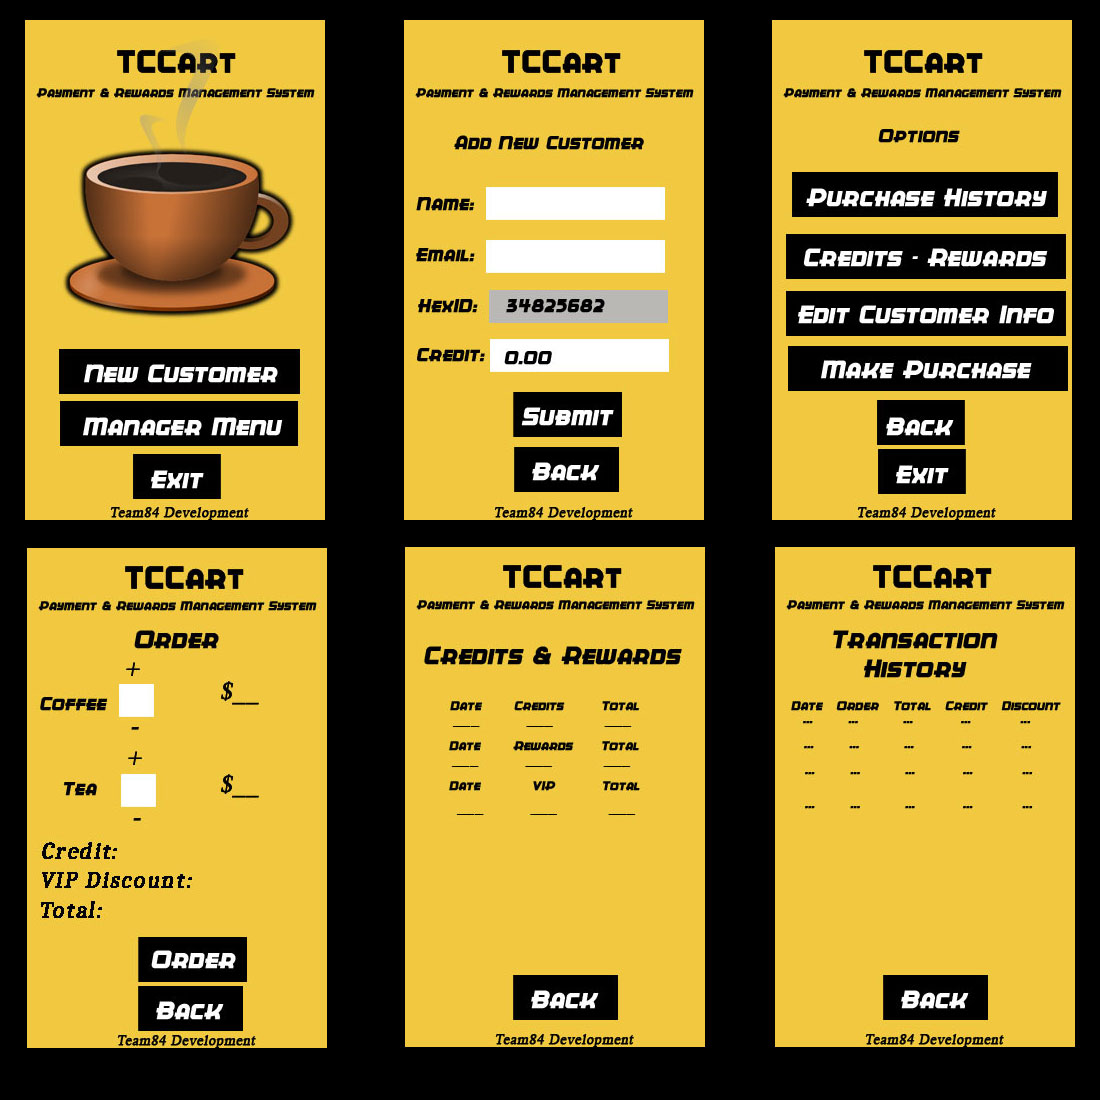 TCCart
Payment & Rewards Management System
New Customer
Manager Menu
Exit
Team84 Development
TCCart
Payment & Rewards Management System
Add New Customer
Name:
Email:
HexID: 34825682
Credit: 0.00
Submit
Back
Team84 Development
TCCart
Payment & Rewards Management System
Options
Purchase History
Credits - Rewards
Edit Customer Info
Make Purchase
Back
Exit
Team84 Development
TCCart
Payment & Rewards Management System
Order
+
Coffee $__
-
+
Tea $__
-
Credit:
VIP Discount:
Total:
Order
Back
Team84 Development
TCCart
Payment & Rewards Management System
Credits & Rewards
Date Credits Total
___ ___ ___
Date Rewards Total
___ ___ ___
Date VIP Total
___ ___ ___
Back
Team84 Development
TCCart
Payment & Rewards Management System
Transaction
History
Date Order Total Credit Discount
--- --- --- --- ---
--- --- --- --- ---
--- --- --- --- ---
--- --- --- --- ---
Back
Team84 Development